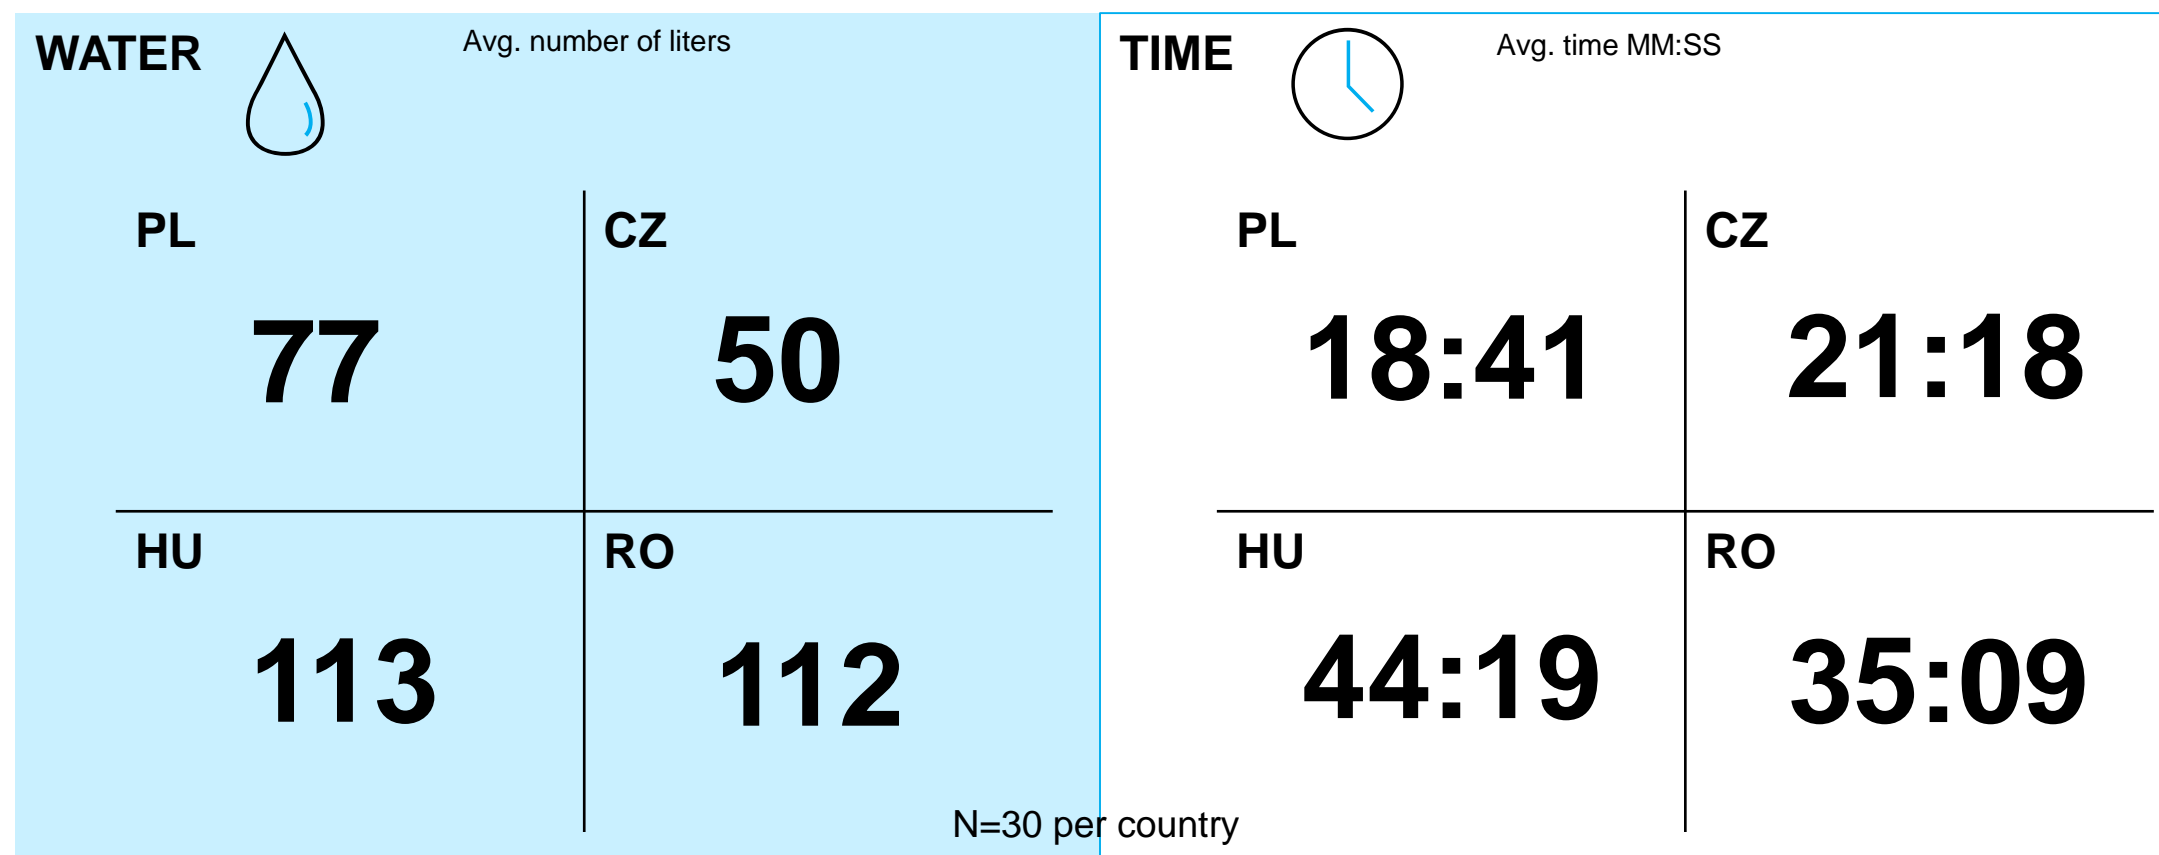 WATER
Avg. number of liters
PL
CZ
77
50
HU
RO
113
112
TIME
Avg. time MM:SS
PL
CZ
18:41
21:18
HU
RO
44:19
35:09
N=30 per country